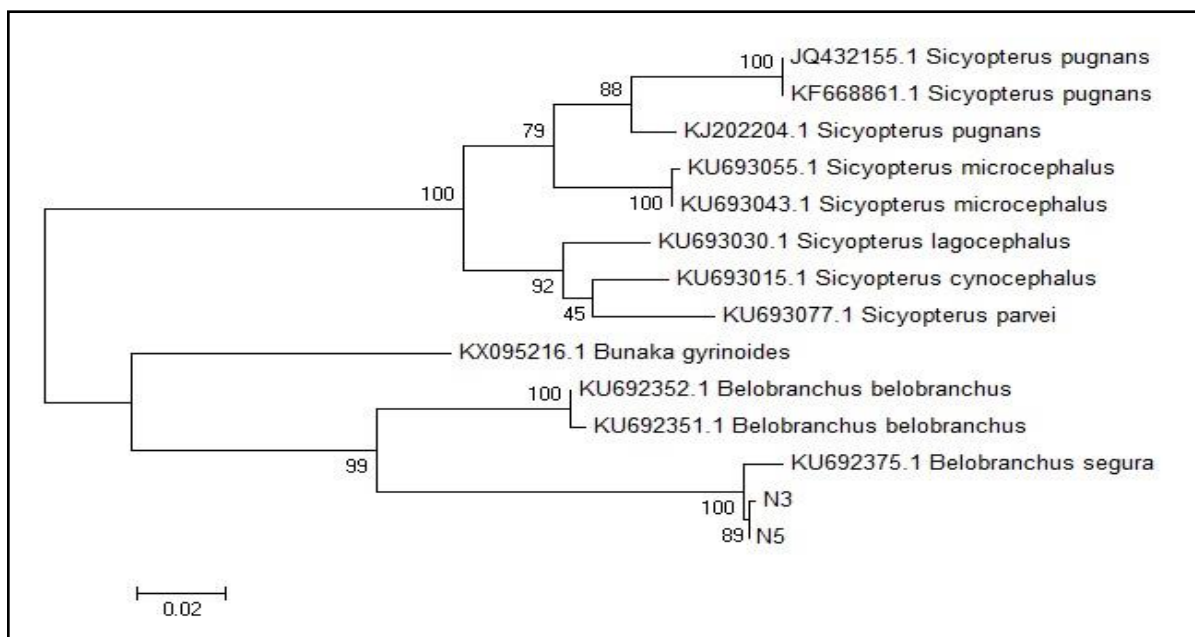 JQ432155.1 Sicyopterus pugnans
100
KF668861.1 Sicyopterus pugnans
88
KJ202204.1 Sicyopterus pugnans
79
KU693055.1 Sicyopterus microcephalus
100
KU693043.1 Sicyopterus microcephalus
100
KU693030.1 Sicyopterus lagocephalus
92
KU693015.1 Sicyopterus cynocephalus
45
KU693077.1 Sicyopterus parvei
KX095216.1 Bunaka gyrinoides
100
KU692352.1 Belobranchus belobranchus
KU692351.1 Belobranchus belobranchus
99
KU692375.1 Belobranchus segura
100
N3
89
N5
0.02